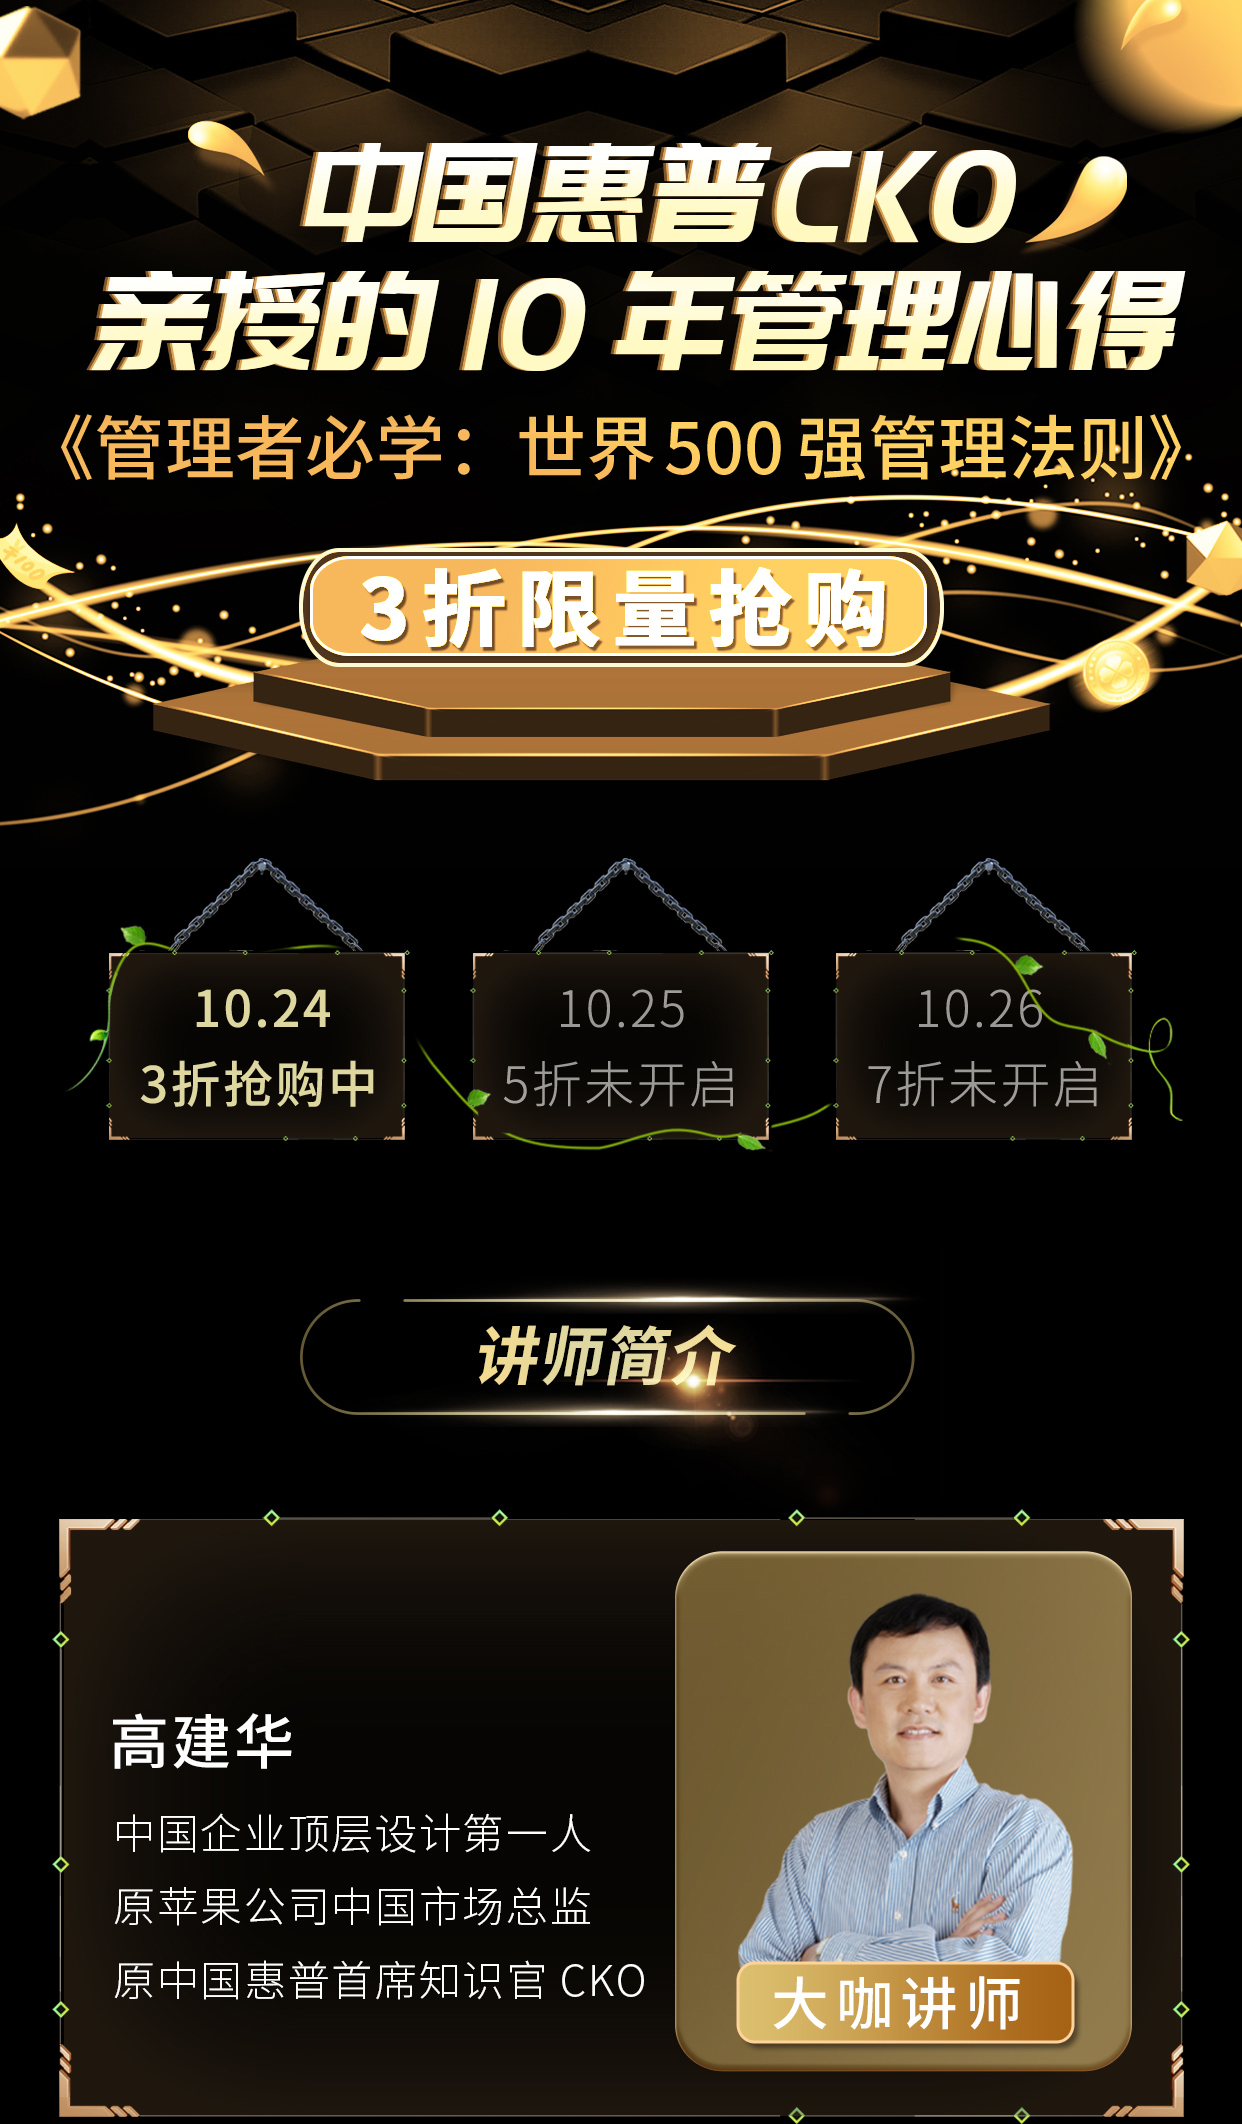 中国惠普CKO
亲授的 10 年管理心得
《管理者必学：世界500强管理法则》
¥100
3折限量抢购
10.24
3折抢购中
10.25
5折未开启
10.26
7折未开启
讲师简介
高建华
中国企业顶层设计第一人
原苹果公司中国市场总监
原中国惠普首席知识官 CKO
大咖讲师